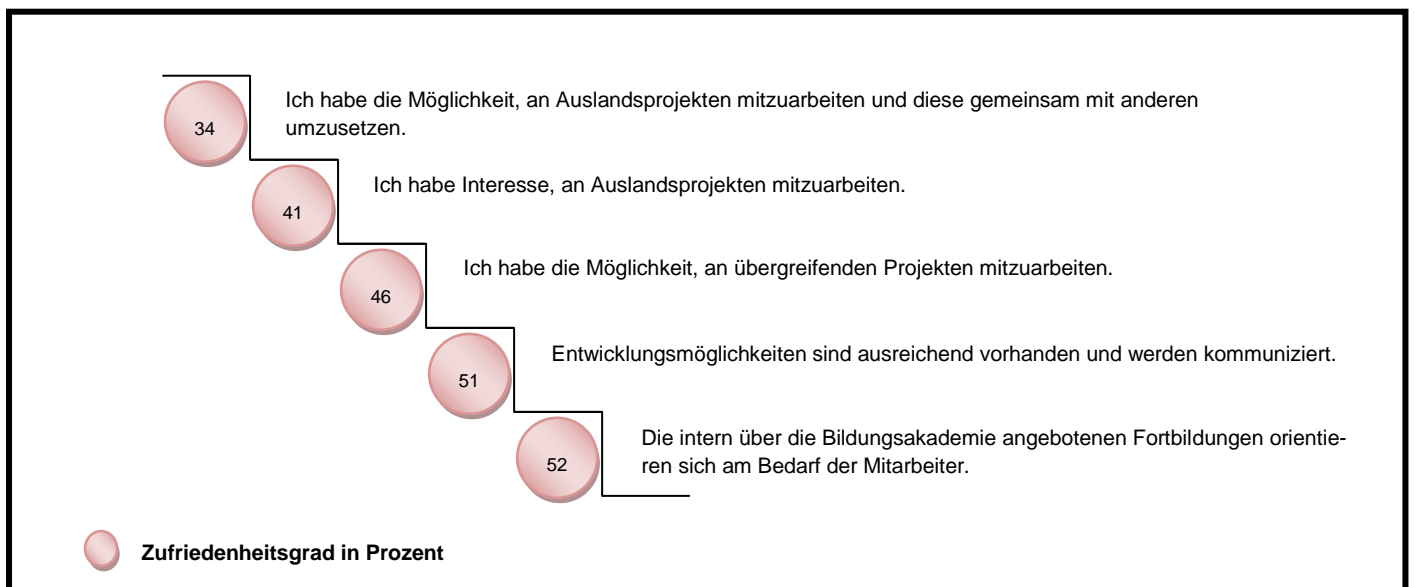 34
Ich habe die Möglichkeit, an Auslandsprojekten mitzuarbeiten und diese gemeinsam mit anderen
umzusetzen.
41
Ich habe Interesse, an Auslandsprojekten mitzuarbeiten.
46
Ich habe die Möglichkeit, an übergreifenden Projekten mitzuarbeiten.
51
Entwicklungsmöglichkeiten sind ausreichend vorhanden und werden kommuniziert.
52
Die intern über die Bildungsakademie angebotenen Fortbildungen orientie-
ren sich am Bedarf der Mitarbeiter.
Zufriedenheitsgrad in Prozent